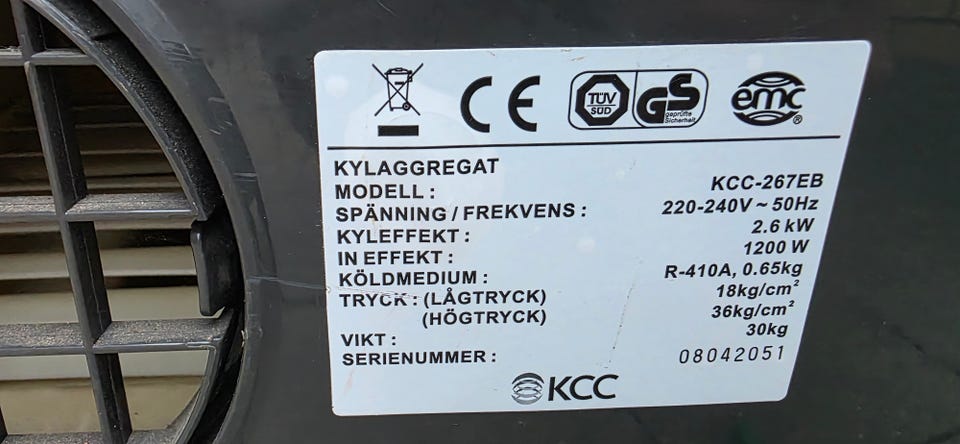 CE
TÜV
SÜD
GS
geprüfte
Sicherheit
emc
®
KYLAGGREGAT
MODELL : KCC-267EB
SPÄNNING / FREKVENS : 220-240V ~ 50Hz
KYLEFFEKT : 2.6 kW
IN EFFEKT : 1200 W
KÖLDMEDIUM : R-410A, 0.65kg
TRYCK : (LÅGTRYCK) 18kg/cm²
(HÖGTRYCK) 36kg/cm²
VIKT : 30kg
SERIENUMMER : 08042051
KCC